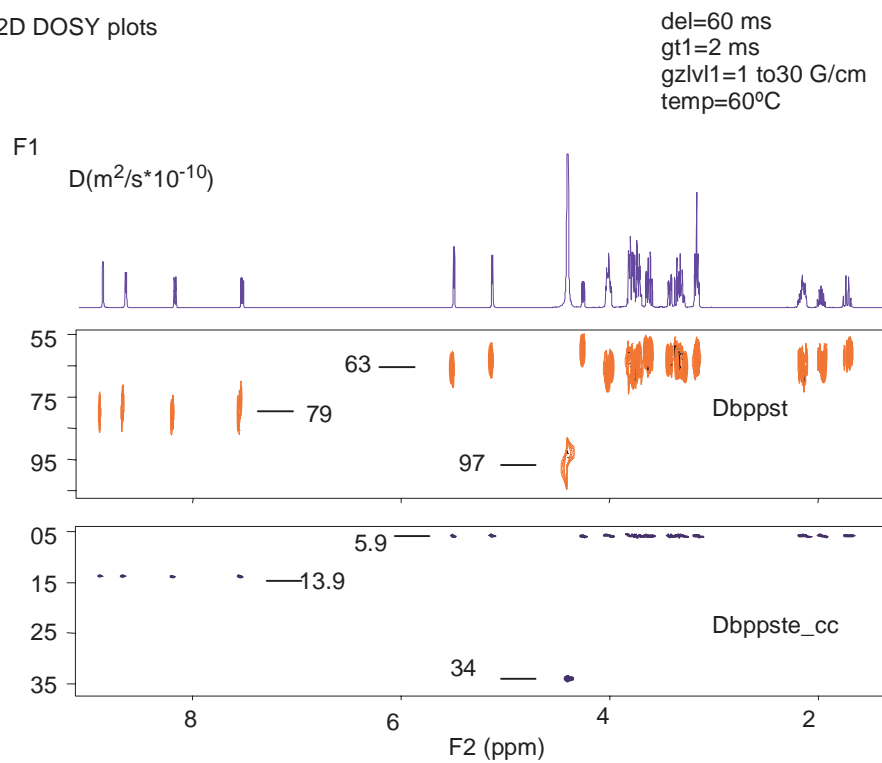 2D DOSY plots
del=60 ms
gt1=2 ms
gzlvl1=1 to30 G/cm
temp=60ºC
F1
D(m2/s*10-10)
55
63
75
Dbppst
79
95
97
05
5.9
15
13.9
25
Dbppste_cc
34
35
8 6 4 2
F2 (ppm)